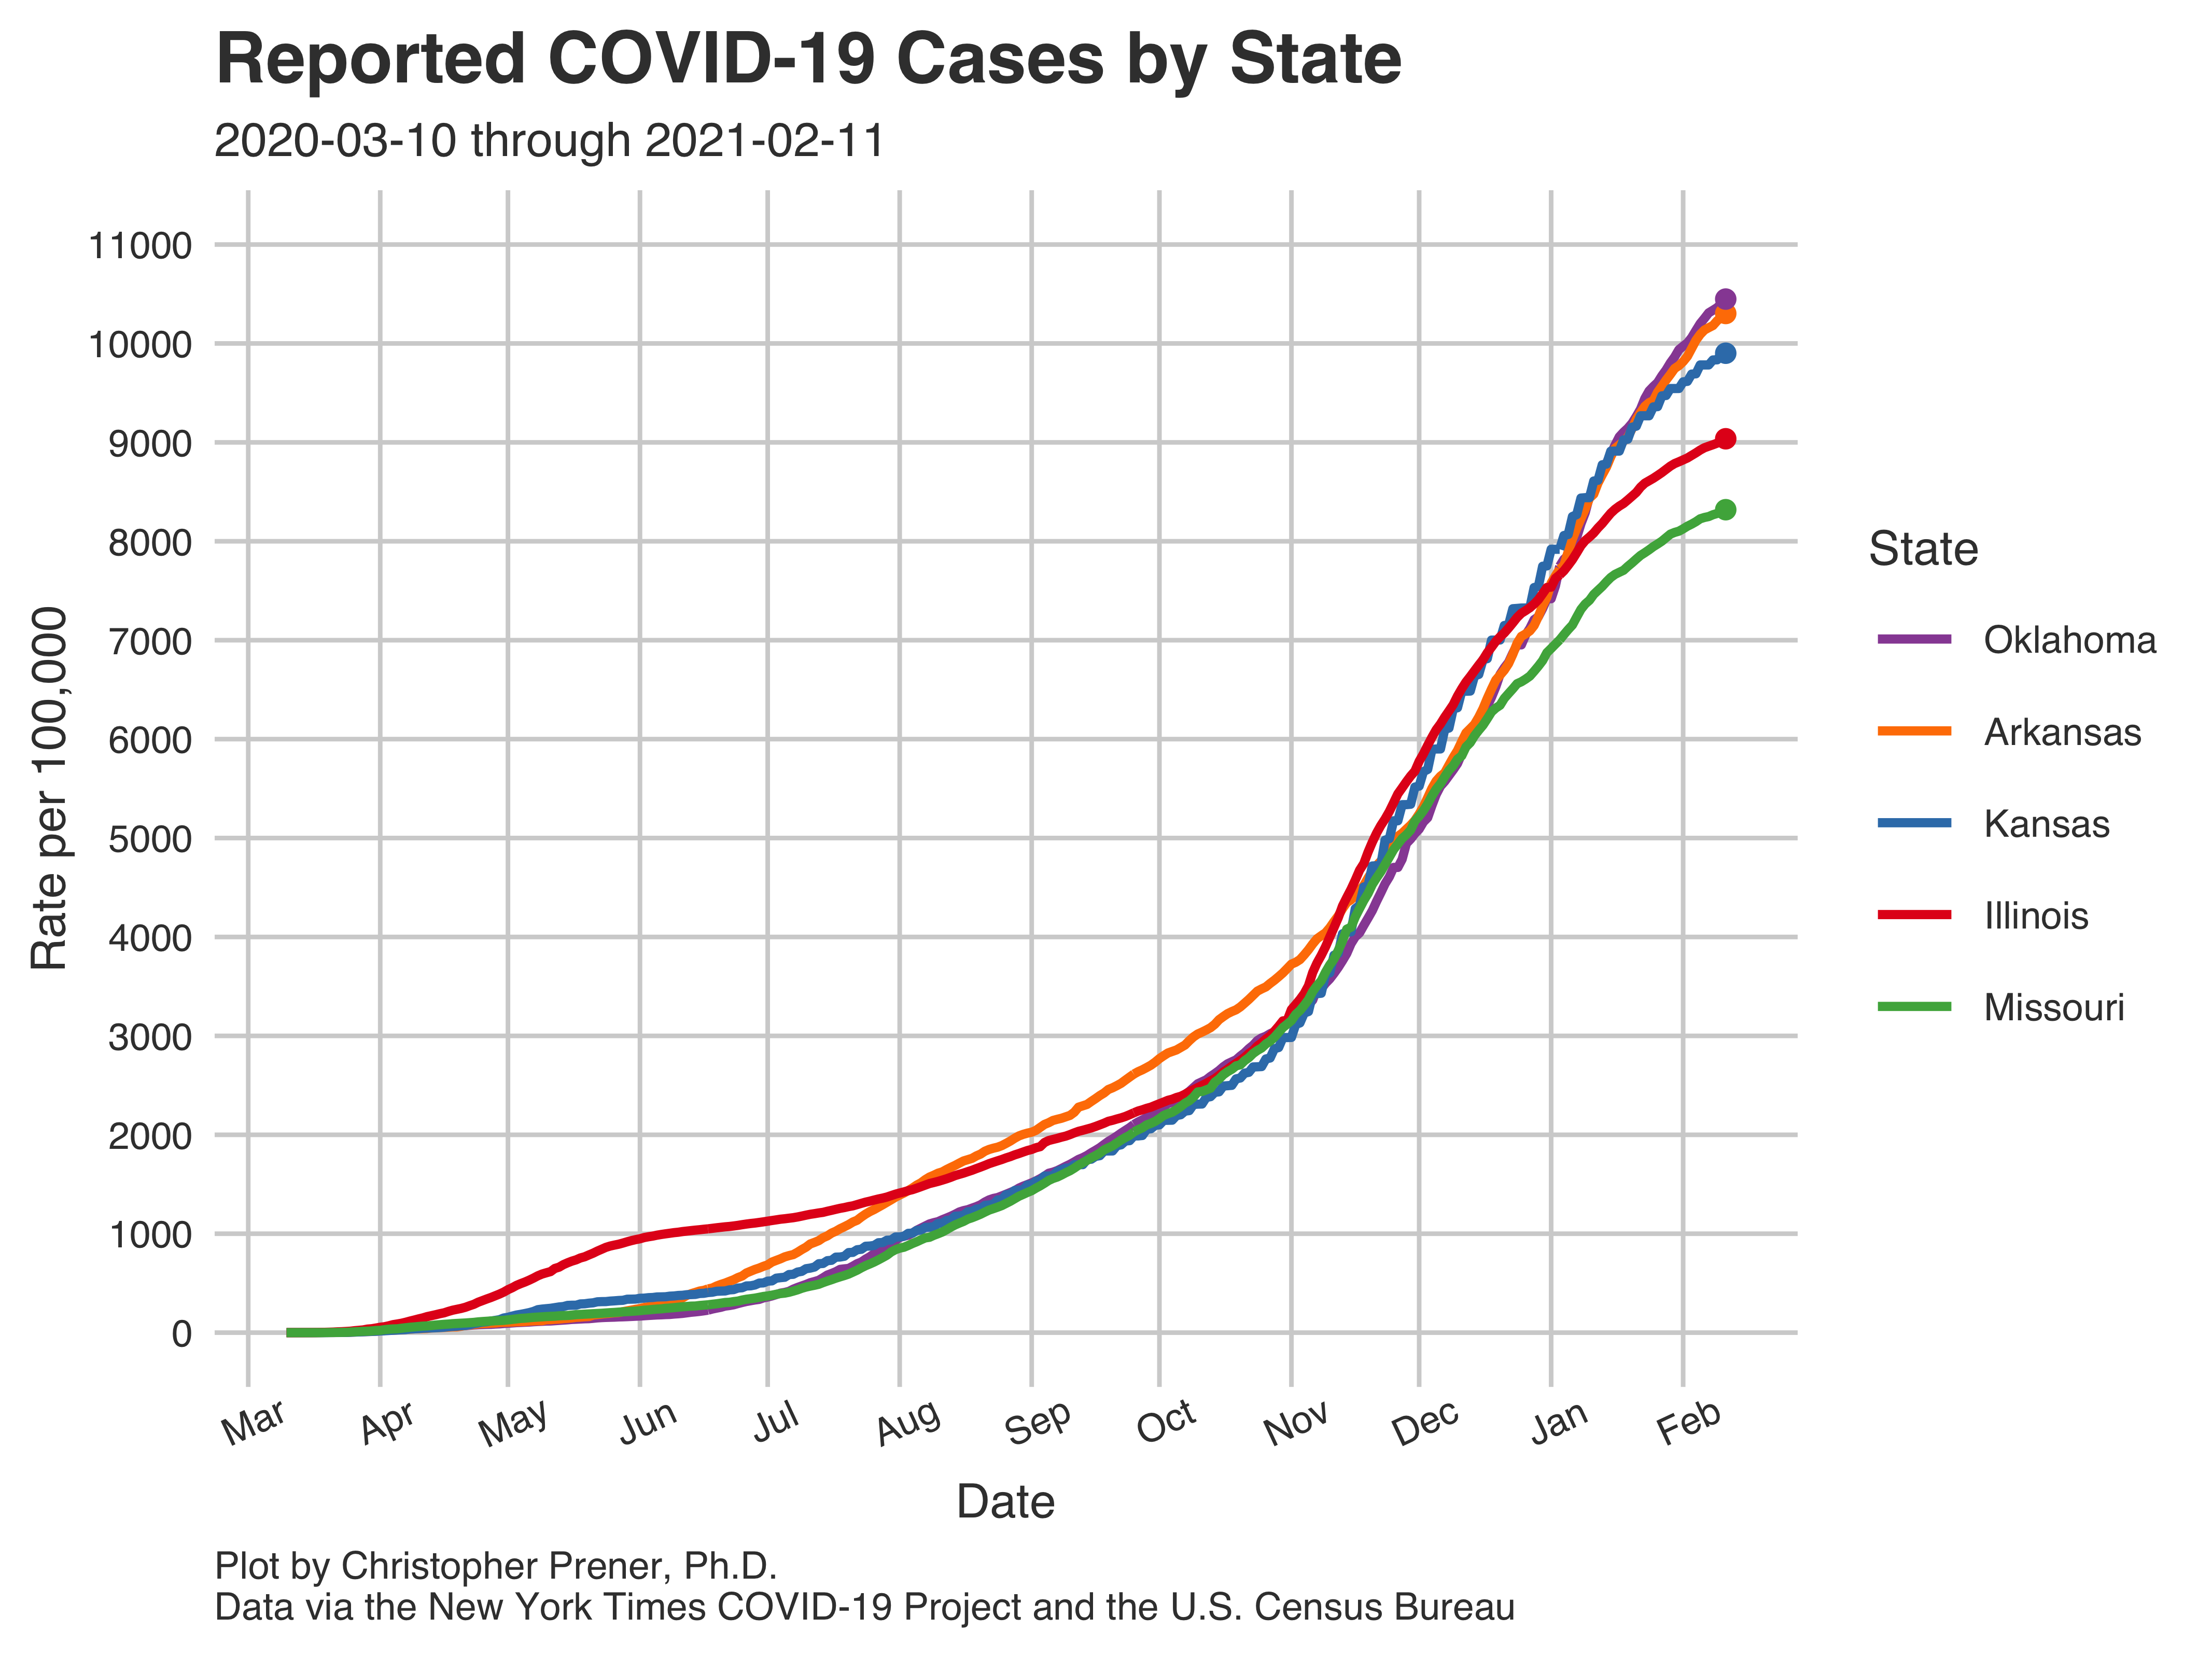 Reported COVID-19 Cases by State
2020-03-10 through 2021-02-11
Rate per 100,000
11000
10000
9000
8000
7000
6000
5000
4000
3000
2000
1000
0
Mar Apr May Jun Jul Aug Sep Oct Nov Dec Jan Feb
Date
State
Oklahoma
Arkansas
Kansas
Illinois
Missouri
Plot by Christopher Prener, Ph.D.
Data via the New York Times COVID-19 Project and the U.S. Census Bureau